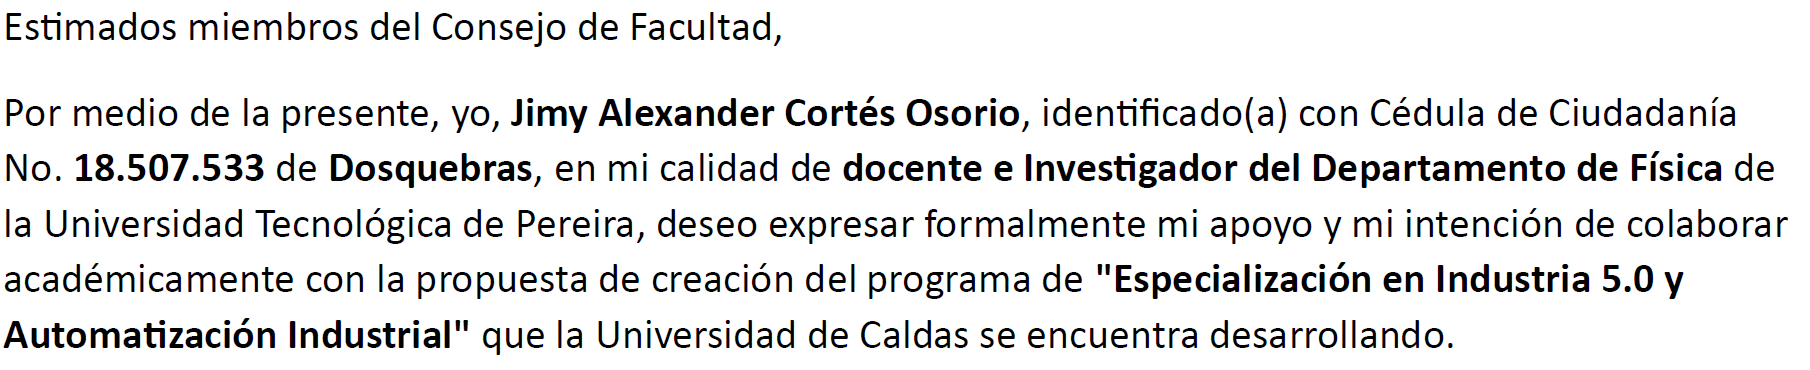 Estimados miembros del Consejo de Facultad,
Por medio de la presente, yo, Jimy Alexander Cortés Osorio, identificado(a) con Cédula de Ciudadanía
No. 18.507.533 de Dosquebras, en mi calidad de docente e Investigador del Departamento de Física de
la Universidad Tecnológica de Pereira, deseo expresar formalmente mi apoyo y mi intención de colaborar
académicamente con la propuesta de creación del programa de "Especialización en Industria 5.0 y
Automatización Industrial" que la Universidad de Caldas se encuentra desarrollando.